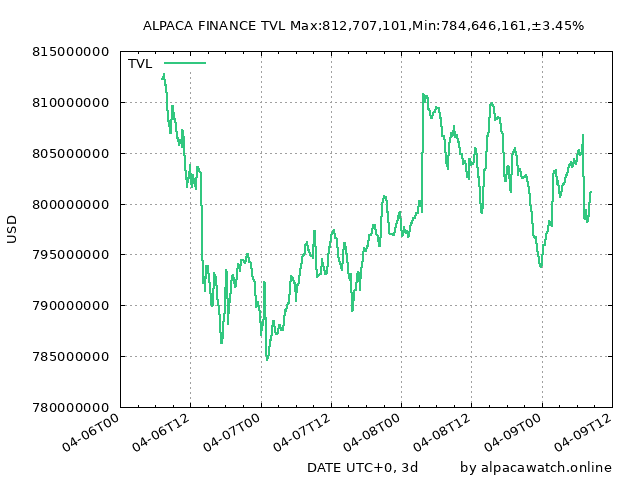 ALPACA FINANCE TVL Max:812,707,101,Min:784,646,161,±3.45%
815000000
TVL
810000000
805000000
800000000
USD
795000000
790000000
785000000
780000000
04-06T00
04-06T12
04-07T00
04-07T12
04-08T00
04-08T12
04-09T00
04-09T12
DATE UTC+0, 3d
by alpacawatch.online